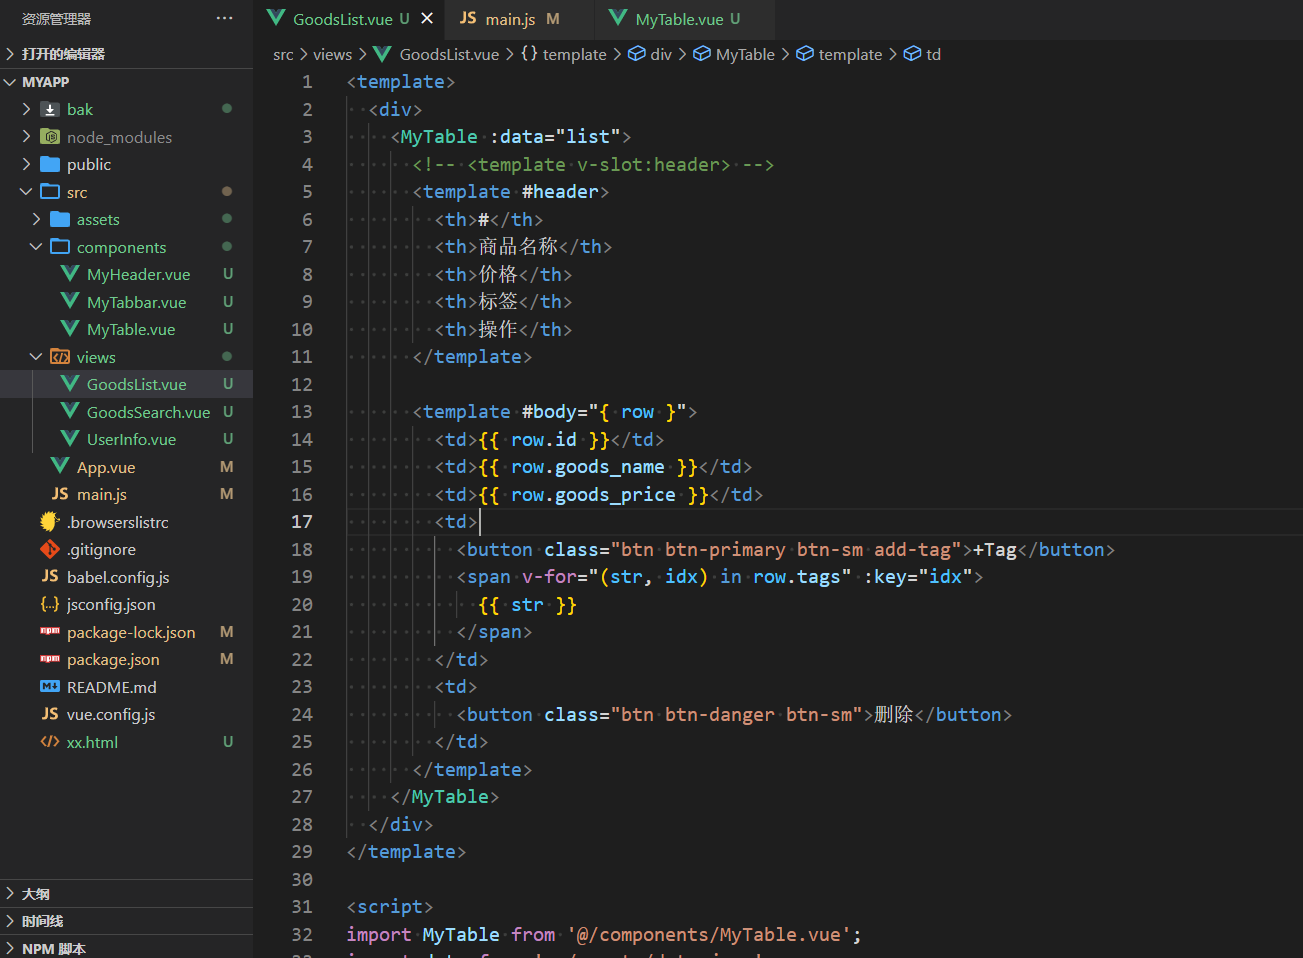 资源管理器 ···
打开的编辑器
MYAPP
bak
node_modules
public
src
assets
components
MyHeader.vue U
MyTabbar.vue U
MyTable.vue U
views
GoodsList.vue U
GoodsSearch.vue U
UserInfo.vue U
App.vue M
JS main.js M
.browserslistrc
.gitignore
JS babel.config.js
{..} jsconfig.json
package-lock.json M
package.json M
README.md
JS vue.config.js
xx.html U
大纲
时间线
NPM 脚本
GoodsList.vue U × JS main.js M MyTable.vue U
src > views > GoodsList.vue > {} template > div > MyTable > template > td
1 <template>
2 <div>
3 <MyTable :data="list">
4 <!-- <template v-slot:header> -->
5 <template #header>
6 <th>#</th>
7 <th>商品名称</th>
8 <th>价格</th>
9 <th>标签</th>
10 <th>操作</th>
11 </template>
12
13 <template #body="{ row }">
14 <td>{{ row.id }}</td>
15 <td>{{ row.goods_name }}</td>
16 <td>{{ row.goods_price }}</td>
17 <td>
18 <button class="btn btn-primary btn-sm add-tag">+Tag</button>
19 <span v-for="(str, idx) in row.tags" :key="idx">
20 {{ str }}
21 </span>
22 </td>
23 <td>
24 <button class="btn btn-danger btn-sm">删除</button>
25 </td>
26 </template>
27 </MyTable>
28 </div>
29 </template>
30
31 <script>
32 import MyTable from '@/components/MyTable.vue';